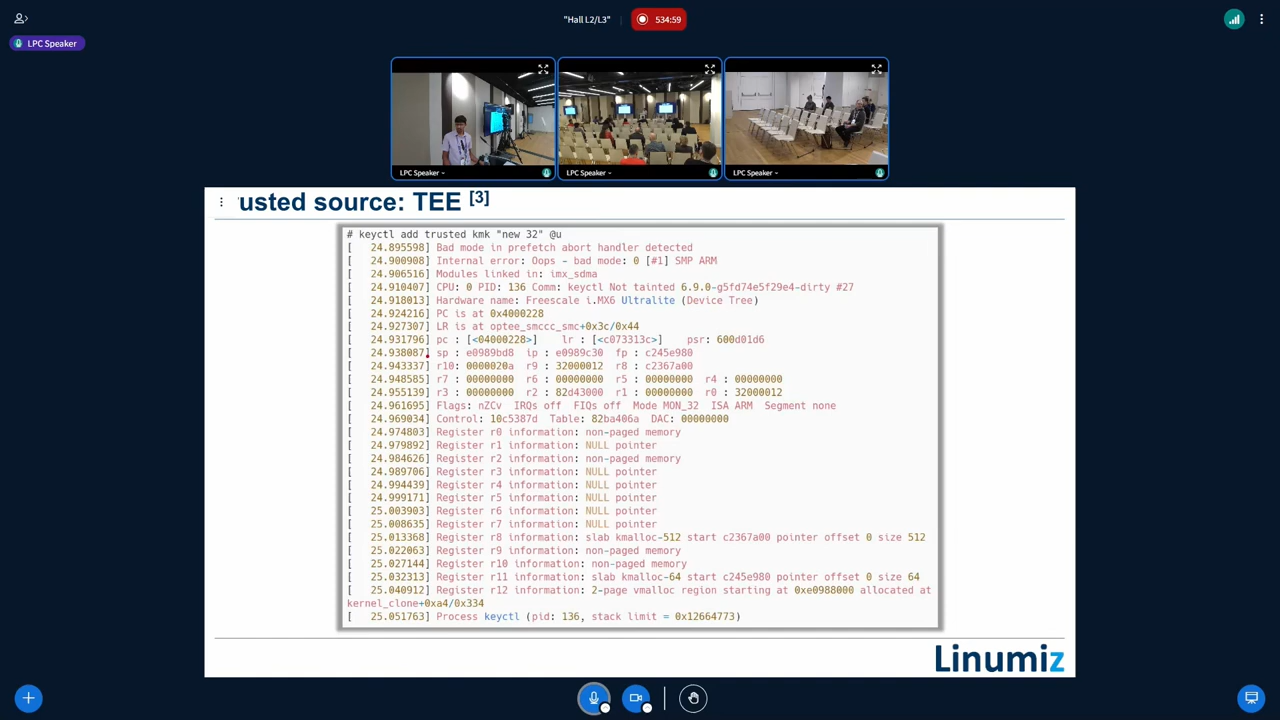 "Hall L2/L3"
534:59
LPC Speaker
LPC Speaker
LPC Speaker
LPC Speaker
usted source: TEE [3]
# keyctl add trusted kmk "new 32" @u
[   24.895598] Bad mode in prefetch abort handler detected
[   24.900908] Internal error: Oops - bad mode: 0 [#1] SMP ARM
[   24.906516] Modules linked in: imx_sdma
[   24.910407] CPU: 0 PID: 136 Comm: keyctl Not tainted 6.9.0-g5fd74e5f29e4-dirty #27
[   24.918013] Hardware name: Freescale i.MX6 Ultralite (Device Tree)
[   24.924216] PC is at 0x4000228
[   24.927307] LR is at optee_smccc_smc+0x3c/0x44
[   24.931796] pc : [<04000228>]    lr : [<c073313c>]    psr: 600d01d6
[   24.938087] sp : e0989bd8  ip : e0989c30  fp : c245e980
[   24.943337] r10: 0000020a  r9 : 32000012  r8 : c2367a00
[   24.948585] r7 : 00000000  r6 : 00000000  r5 : 00000000  r4 : 00000000
[   24.955139] r3 : 00000000  r2 : 82d43000  r1 : 00000000  r0 : 32000012
[   24.961695] Flags: nZCv  IRQs off  FIQs off  Mode MON_32  ISA ARM  Segment none
[   24.969034] Control: 10c5387d  Table: 82ba406a  DAC: 00000000
[   24.974803] Register r0 information: non-paged memory
[   24.979892] Register r1 information: NULL pointer
[   24.984626] Register r2 information: non-paged memory
[   24.989706] Register r3 information: NULL pointer
[   24.994439] Register r4 information: NULL pointer
[   24.999171] Register r5 information: NULL pointer
[   25.003903] Register r6 information: NULL pointer
[   25.008635] Register r7 information: NULL pointer
[   25.013368] Register r8 information: slab kmalloc-512 start c2367a00 pointer offset 0 size 512
[   25.022063] Register r9 information: non-paged memory
[   25.027144] Register r10 information: non-paged memory
[   25.032313] Register r11 information: slab kmalloc-64 start c245e980 pointer offset 0 size 64
[   25.040912] Register r12 information: 2-page vmalloc region starting at 0xe0988000 allocated at
kernel_clone+0xa4/0x334
[   25.051763] Process keyctl (pid: 136, stack limit = 0x12664773)
Linumiz